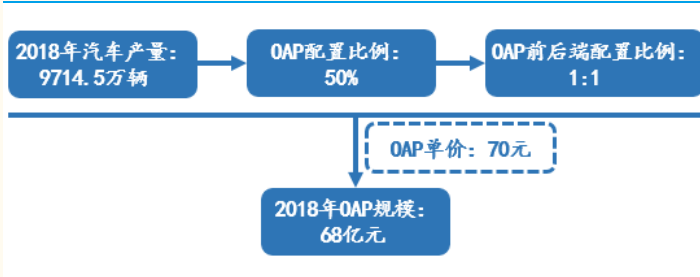 2018年汽车产量：
9714.5万辆
OAP配置比例：
50%
OAP前后端配置比例：
1:1
OAP单价：70元
2018年OAP规模：
68亿元